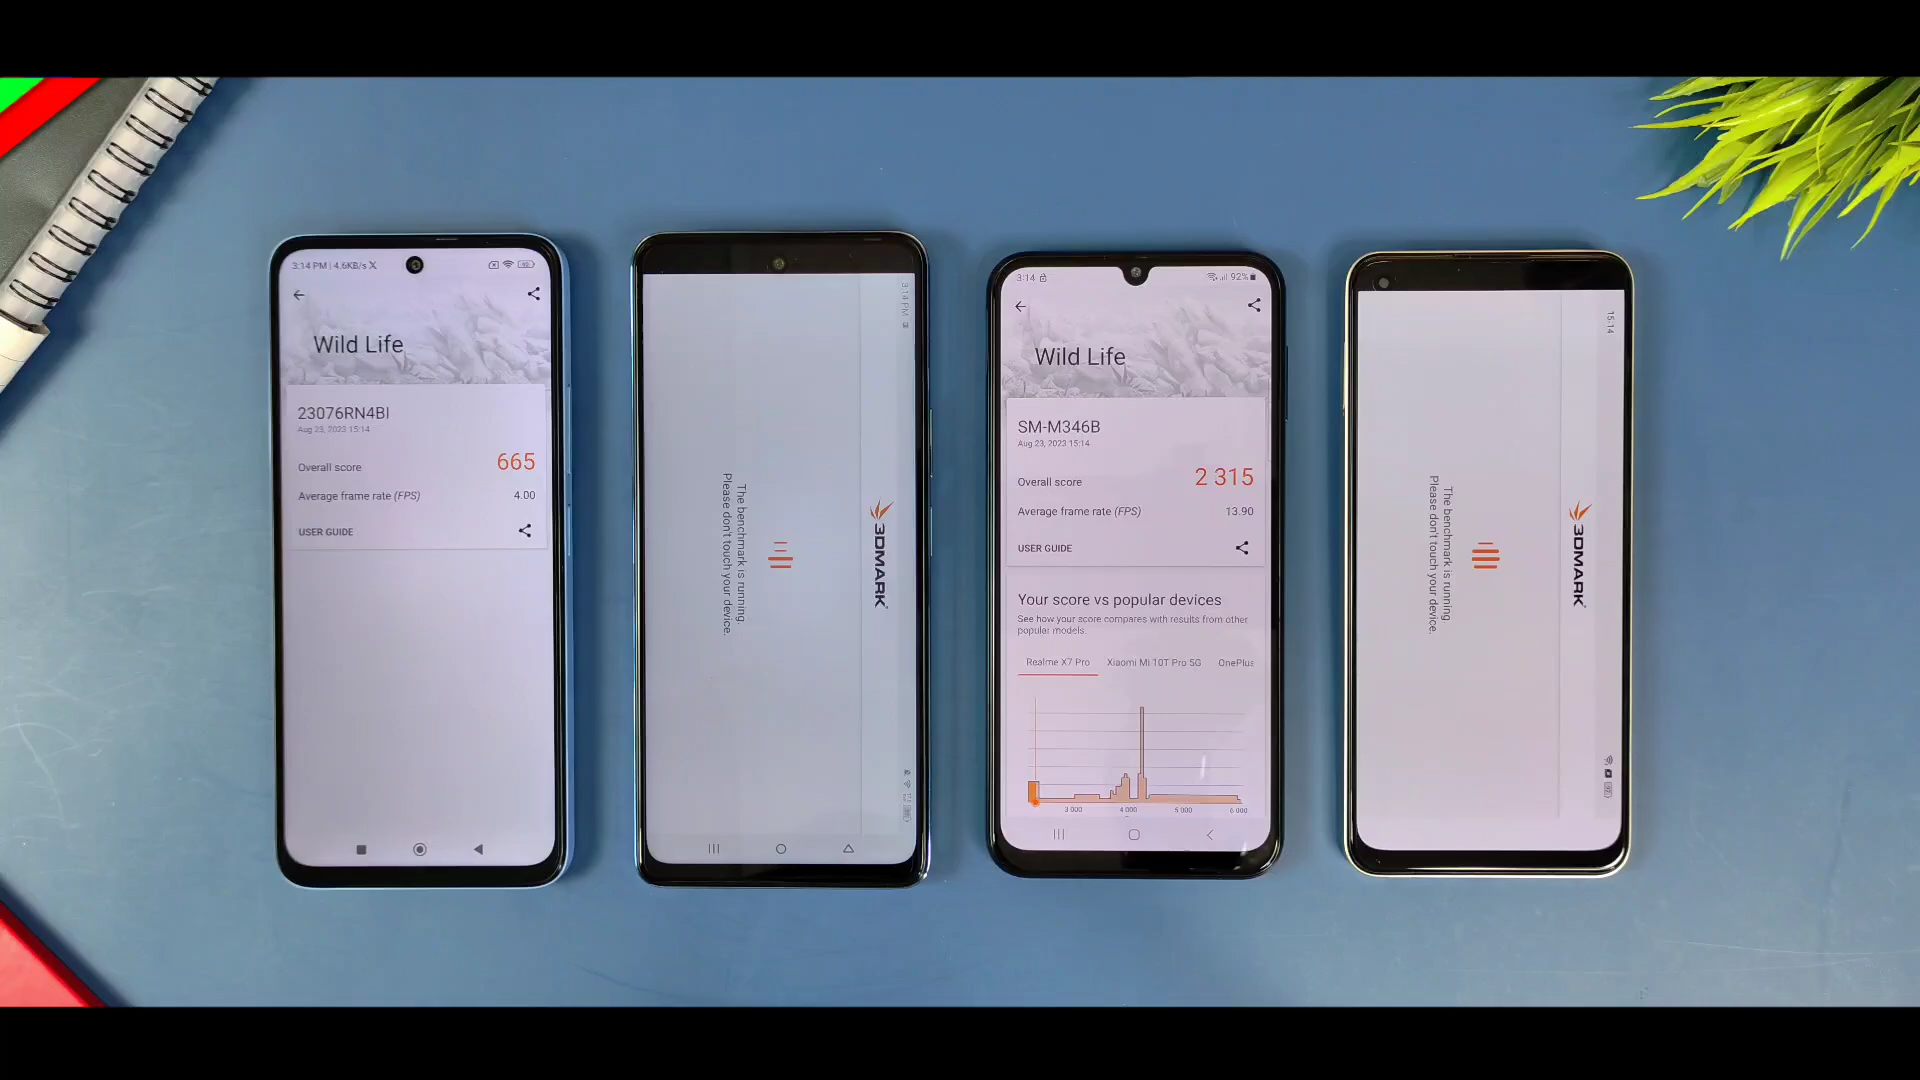 3:14 PM | 4.6KB/s
Wild Life
23076RN4BI
Aug 23, 2023 15:14
Overall score
665
Average frame rate (FPS)
4.00
USER GUIDE
3:14 PM
3DMARK
The benchmark is running.
Please don't touch your device.
3:14
92%
Wild Life
SM-M346B
Aug 23, 2023 15:14
Overall score
2 315
Average frame rate (FPS)
13.90
USER GUIDE
Your score vs popular devices
See how your score compares with results from other
popular models.
Realme X7 Pro
Xiaomi Mi 10T Pro 5G
OnePlus
3 000
4 000
5 000
6 000
15:14
3DMARK
The benchmark is running.
Please don't touch your device.